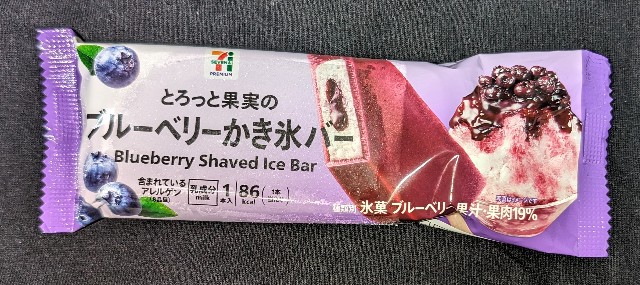 7
SEVEN & i
PREMIUM
とろっと果実の
ブルーベリーかき氷バー
Blueberry Shaved Ice Bar
含まれている
アレルゲン
乳成分
milk
1
本入
86
kcal
1本
種類別 氷菓 ブルーベリー果汁・果肉19%